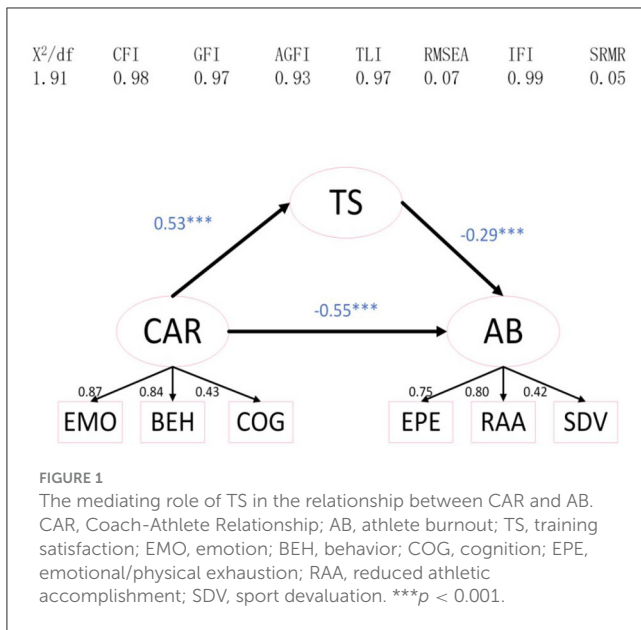 X²/df CFI GFI AGFI TLI RMSEA IFI SRMR
1.91 0.98 0.97 0.93 0.97 0.07 0.99 0.05
TS
0.53***
-0.29***
-0.55***
CAR
AB
0.87 0.84 0.43
0.75 0.80 0.42
EMO BEH COG
EPE RAA SDV
FIGURE 1
The mediating role of TS in the relationship between CAR and AB.
CAR, Coach-Athlete Relationship; AB, athlete burnout; TS, training
satisfaction; EMO, emotion; BEH, behavior; COG, cognition; EPE,
emotional/physical exhaustion; RAA, reduced athletic
accomplishment; SDV, sport devaluation. ***p < 0.001.